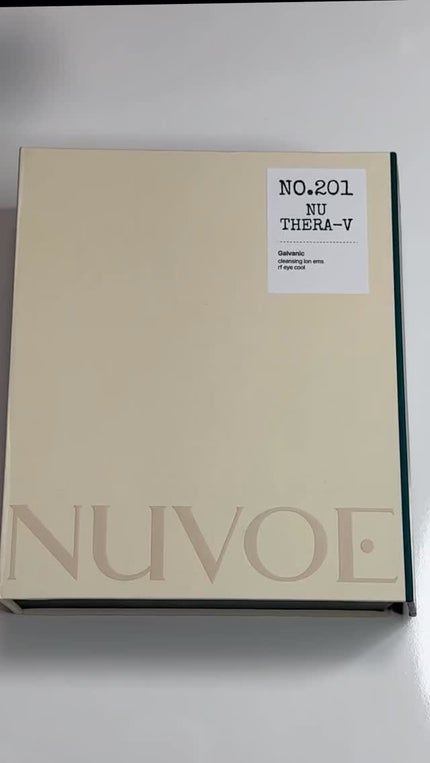 NO.201
NU
THERA-V
Galvanic
cleansing ion ems
rf eye cool
NUVOE